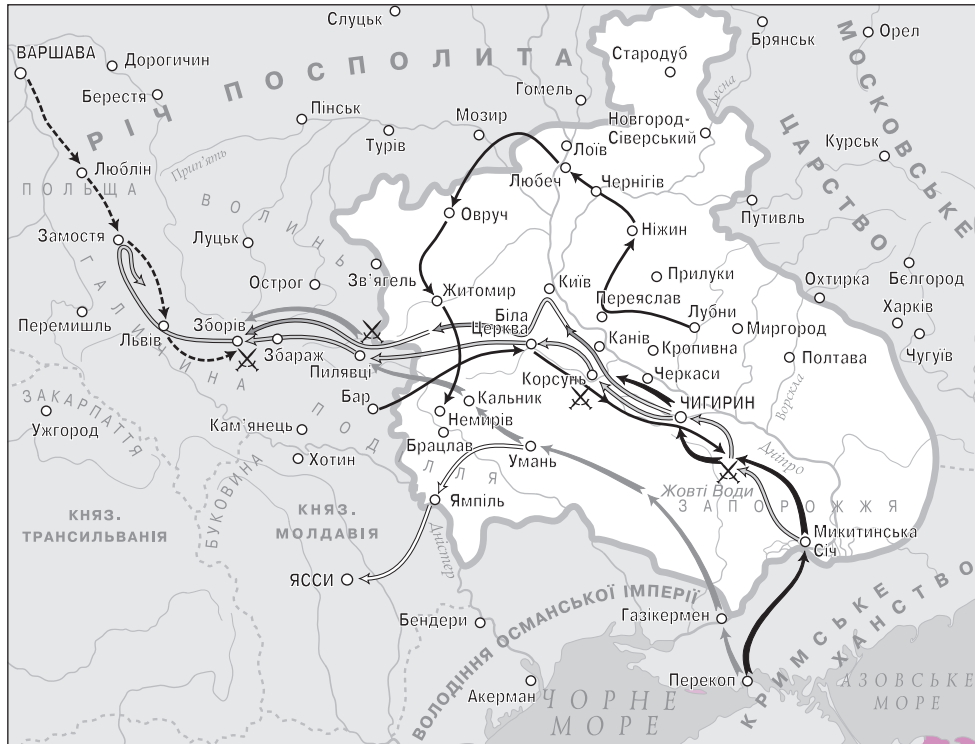 Слуцьк
Брянськ
Орел
МОСКОВСЬКЕ
ВАРШАВА
Дорогичин
Стародуб
РІЧ ПОСПОЛИТА
Берестя
Гомель
Десна
Пінськ
Мозир
Новгород-
Сіверський
ЦАРСТВО
Турів
Лоїв
Курськ
Прип'ять
Люблін
Любеч
Чернігів
ПОЛЬЩА
Путивль
ВОЛИНЬ
Овруч
Ніжин
Замостя
Луцьк
Зв'ягель
Прилуки
Охтирка
Бєлгород
Острог
Київ
Житомир
Переяслав
Харків
ГАЛИЧИНА
Біла
Церква
Лубни
Миргород
Перемишль
Львів
Зборів
Збараж
Канів
Кропивна
Чугуїв
Пилявці
Полтава
Корсунь
Черкаси
Ворскла
ЗАКАРПАТТЯ
Бар
Кальник
ЧИГИРИН
Ужгород
Немирів
Кам'янець
Брацлав
ПОДІЛЛЯ
Умань
Дніпро
Хотин
Жовті Води
БУКОВИНА
Ямпіль
ЗАПОРОЖЖЯ
КНЯЗ.
ТРАНСИЛЬВАНІЯ
КНЯЗ.
МОЛДАВІЯ
Дністер
Микитинська
Січ
ЯССИ
Бендери
ВОЛОДІННЯ ОСМАНСЬКОЇ ІМПЕРІЇ
Газікермен
КРИМСЬКЕ
ХАНСТВО
Перекоп
Акерман
ЧОРНЕ
МОРЕ
АЗОВСЬКЕ
МОРЕ